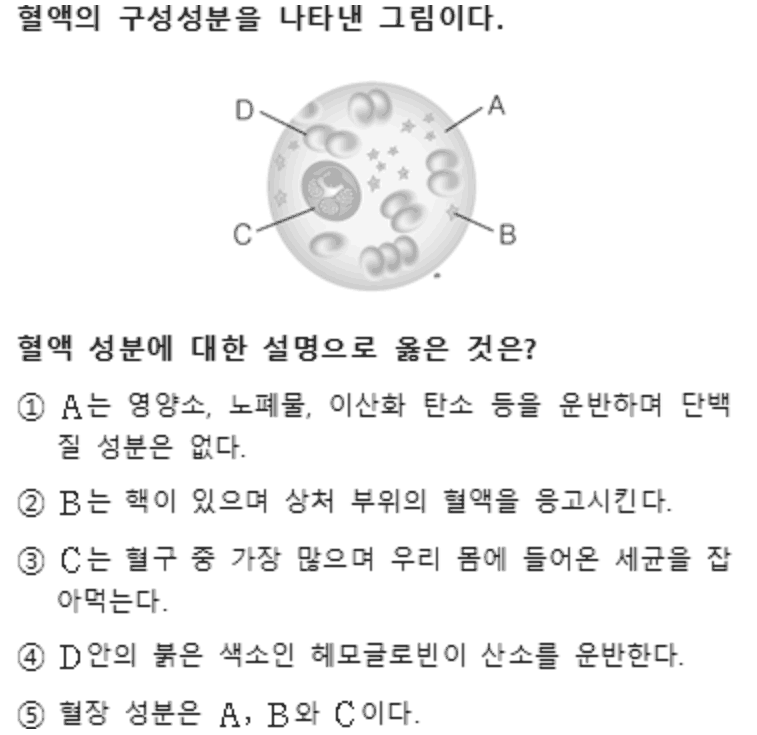 혈액의 구성성분을 나타낸 그림이다.
D
A
C
B
혈액 성분에 대한 설명으로 옳은 것은?
① A는 영양소, 노폐물, 이산화 탄소 등을 운반하며 단백
질 성분은 없다.
② B는 핵이 있으며 상처 부위의 혈액을 응고시킨다.
③ C는 혈구 중 가장 많으며 우리 몸에 들어온 세균을 잡
아먹는다.
④ D안의 붉은 색소인 헤모글로빈이 산소를 운반한다.
⑤ 혈장 성분은 A, B와 C이다.